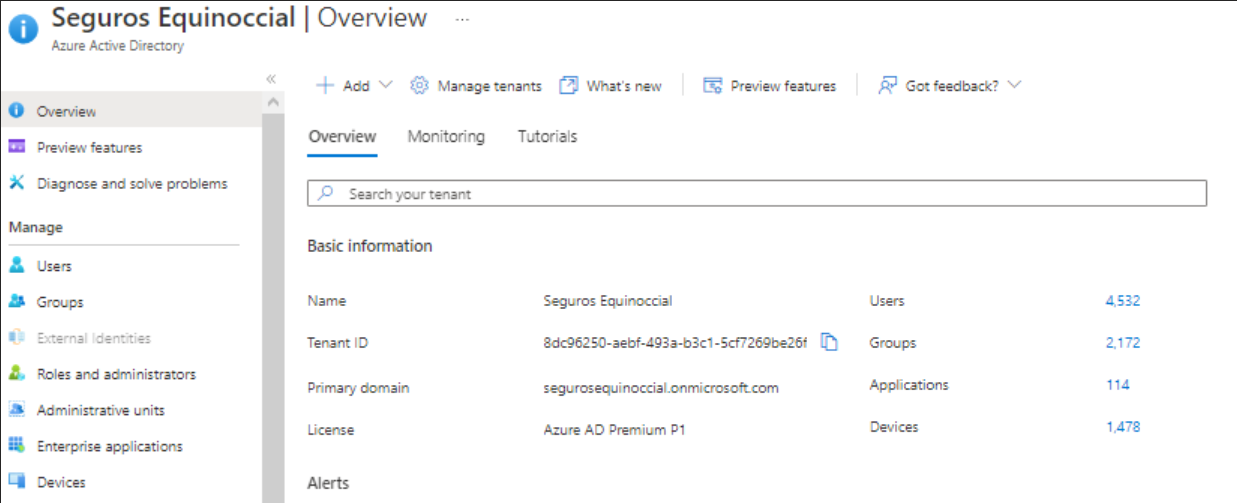 Seguros Equinoccial | Overview ...
Azure Active Directory
«
Add Manage tenants What's new Preview features Got feedback?
Overview
Preview features
Diagnose and solve problems
Manage
Users
Groups
External Identities
Roles and administrators
Administrative units
Enterprise applications
Devices
Overview Monitoring Tutorials
Search your tenant
Basic information
Name Seguros Equinoccial Users 4,532
Tenant ID 8dc96250-aebf-493a-b3c1-5cf7269be26f Groups 2,172
Primary domain segurosequinoccial.onmicrosoft.com Applications 114
License Azure AD Premium P1 Devices 1,478
Alerts